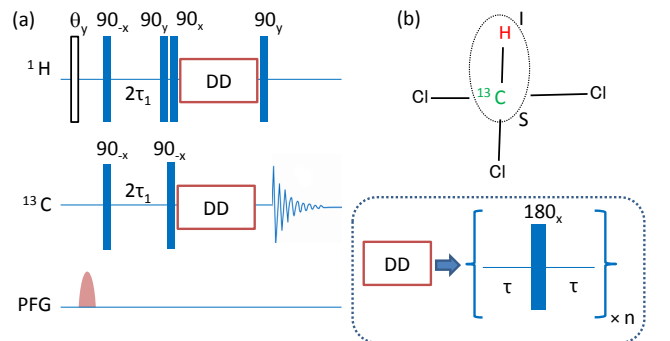 (a)
θy 90-x 90y 90x 90y
¹H
2τ₁
DD
90-x 90-x
¹³C
2τ₁
DD
PFG
(b)
I
H
¹³C
Cl Cl
S
Cl
DD
180x
τ τ
× n